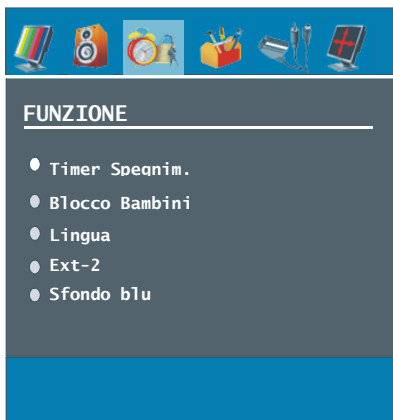 FUNZIONE
Timer Spegnim.
Blocco Bambini
Lingua
Ext-2
Sfondo blu